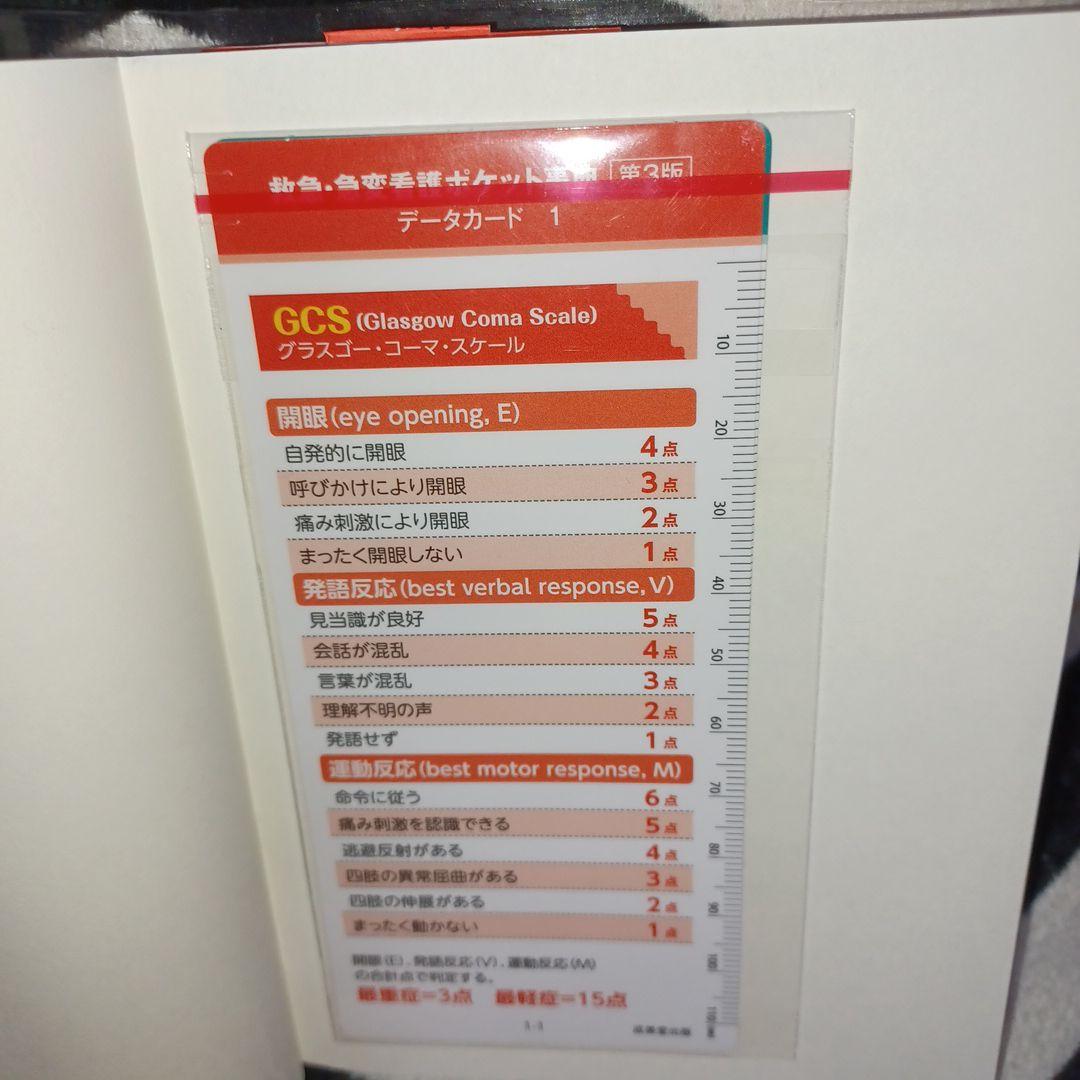 救急・急変看護ポケット事典 第3版
データカード 1
GCS (Glasgow Coma Scale)
グラスゴー・コーマ・スケール
開眼(eye opening, E)
自発的に開眼 4点
呼びかけにより開眼 3点
痛み刺激により開眼 2点
まったく開眼しない 1点
発語反応(best verbal response, V)
見当識が良好 5点
会話が混乱 4点
言葉が混乱 3点
理解不明の声 2点
発語せず 1点
運動反応(best motor response, M)
命令に従う 6点
痛み刺激を認識できる 5点
逃避反射がある 4点
四肢の異常屈曲がある 3点
四肢の伸展がある 2点
まったく動かない 1点
開眼(E)、発語反応(V)、運動反応(M)
の合計点で判定する。
最重症=3点 最軽症=15点
1-1
成美堂出版
10
20
30
40
50
60
70
80
90
100
110